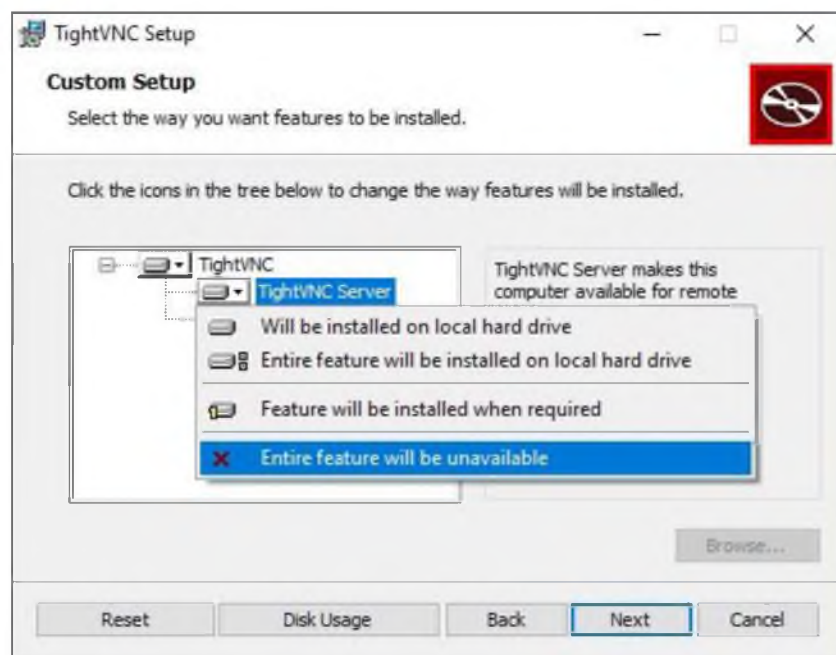 TightVNC Setup
Custom Setup
Select the way you want features to be installed.
Click the icons in the tree below to change the way features will be installed.
TightVNC
TightVNC Server
TightVNC Server makes this
computer available for remote
Will be installed on local hard drive
Entire feature will be installed on local hard drive
Feature will be installed when required
Entire feature will be unavailable
Browse...
Reset
Disk Usage
Back
Next
Cancel